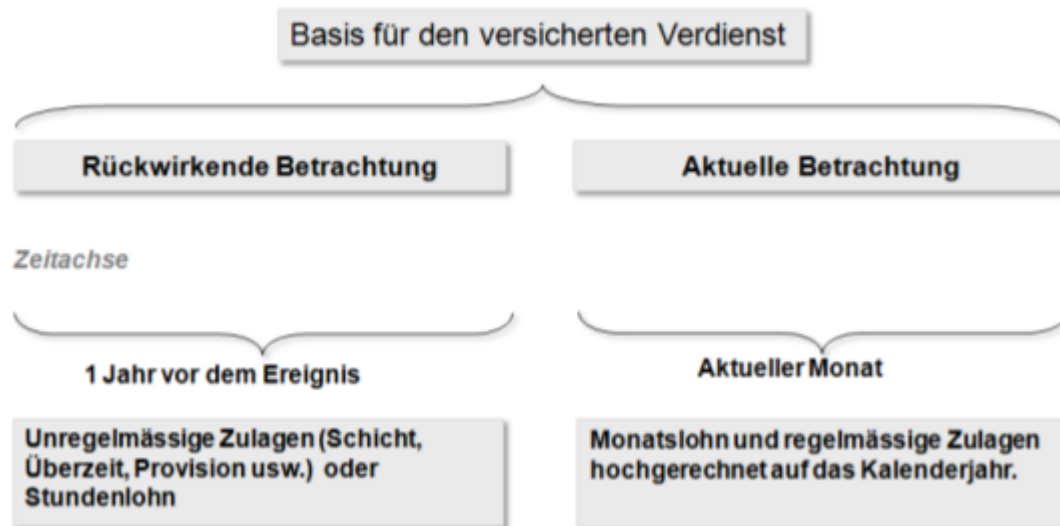 Basis für den versicherten Verdienst
Rückwirkende Betrachtung
Aktuelle Betrachtung
Zeitachse
1 Jahr vor dem Ereignis
Aktueller Monat
Unregelmässige Zulagen (Schicht,
Überzeit, Provision usw.) oder
Stundenlohn
Monatslohn und regelmässige Zulagen
hochgerechnet auf das Kalenderjahr.